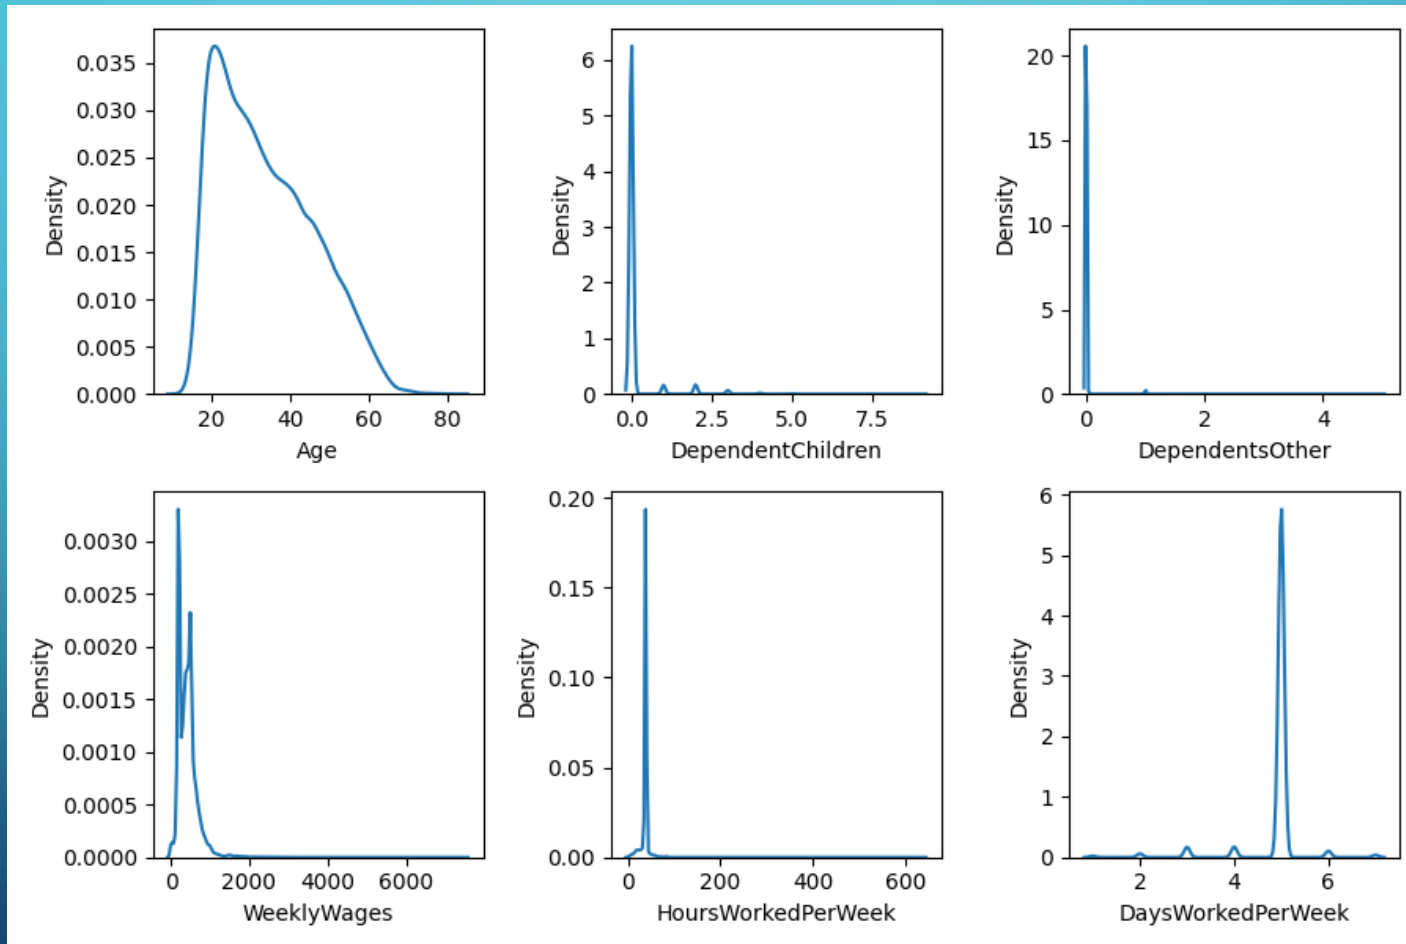 0.035
0.030
0.025
0.020
0.015
0.010
0.005
0.000
Density
20 40 60 80
Age
6
5
4
3
2
1
0
Density
0.0 2.5 5.0 7.5
DependentChildren
20
15
10
5
0
Density
0 2 4
DependentsOther
0.0030
0.0025
0.0020
0.0015
0.0010
0.0005
0.0000
Density
0 2000 4000 6000
WeeklyWages
0.20
0.15
0.10
0.05
0.00
Density
0 200 400 600
HoursWorkedPerWeek
6
5
4
3
2
1
0
Density
2 4 6
DaysWorkedPerWeek